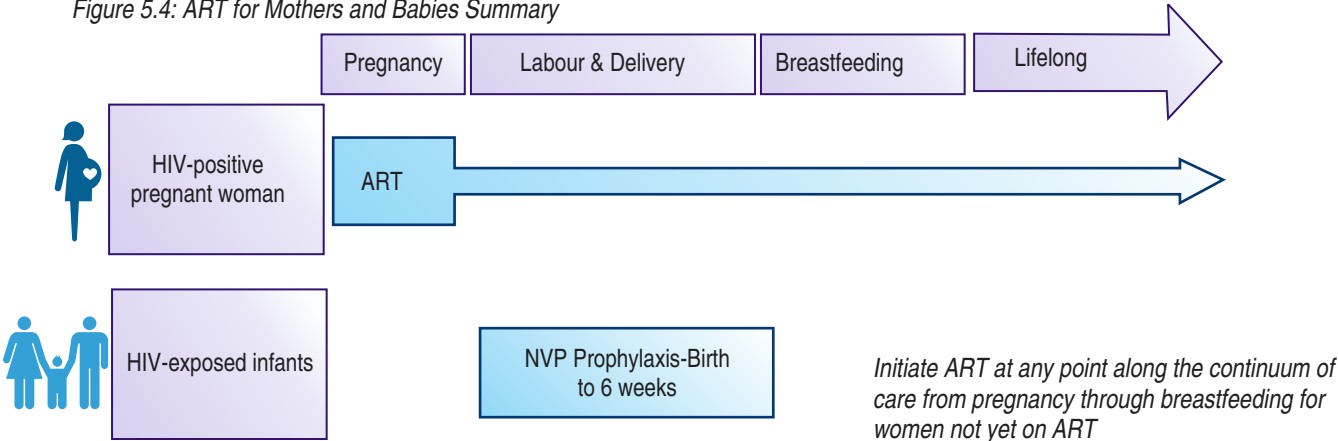 Figure 5.4: ART for Mothers and Babies Summary
Pregnancy
Labour & Delivery
Breastfeeding
Lifelong
HIV-positive
pregnant woman
ART
HIV-exposed infants
NVP Prophylaxis-Birth
to 6 weeks
Initiate ART at any point along the continuum of
care from pregnancy through breastfeeding for
women not yet on ART